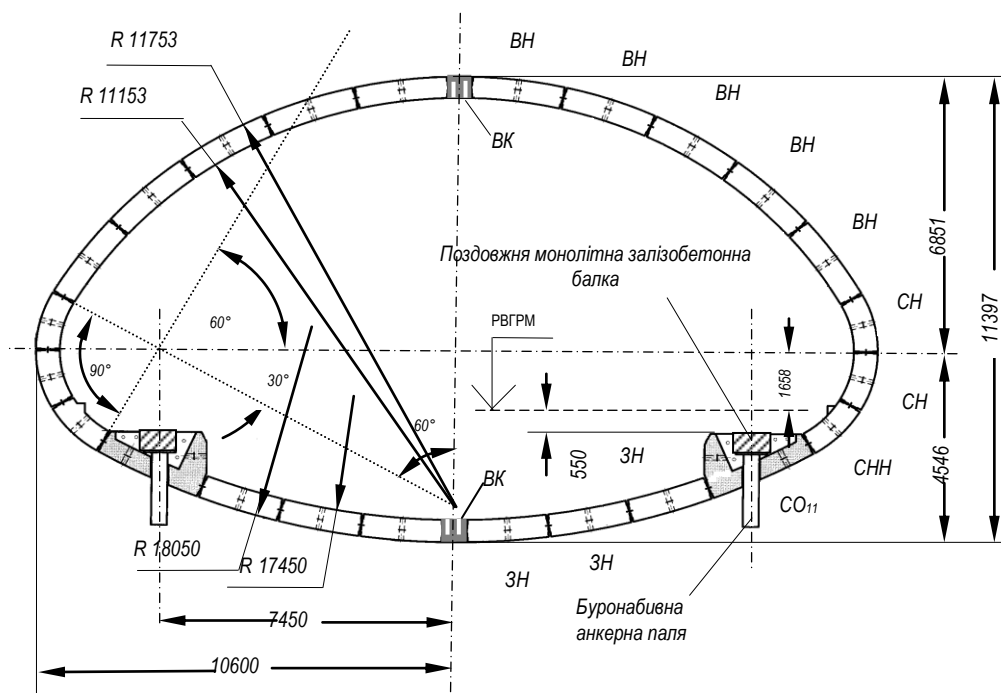 R 11753
ВН
ВН
R 11153
ВН
ВК
ВН
ВН
6851
Поздовжня монолітна залізобетонна
балка
СН
11397
60°
РВГРМ
90°
30°
1658
60°
СН
550
ЗН
СНН
4546
ВК
СО11
R 18050
R 17450
ЗН
ЗН
7450
Буронабивна
анкерна паля
10600